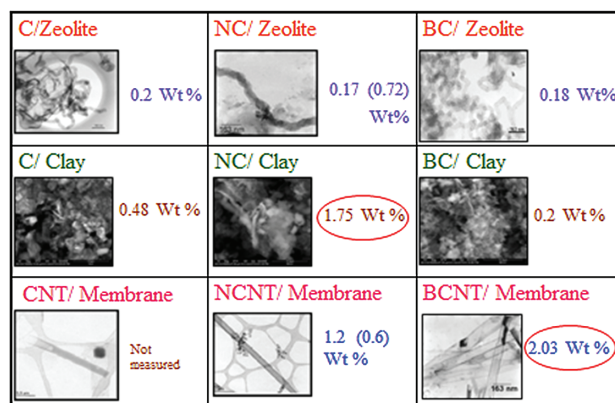 C/Zeolite
NC/ Zeolite
BC/ Zeolite
0.2 Wt %
0.17 (0.72)
Wt%
0.18 Wt%
163 nm
C/ Clay
NC/ Clay
BC/ Clay
0.48 Wt %
1.75 Wt %
0.2 Wt %
CNT/ Membrane
NCNT/ Membrane
BCNT/ Membrane
Not
measured
1.2 (0.6)
Wt %
2.03 Wt %
163 nm